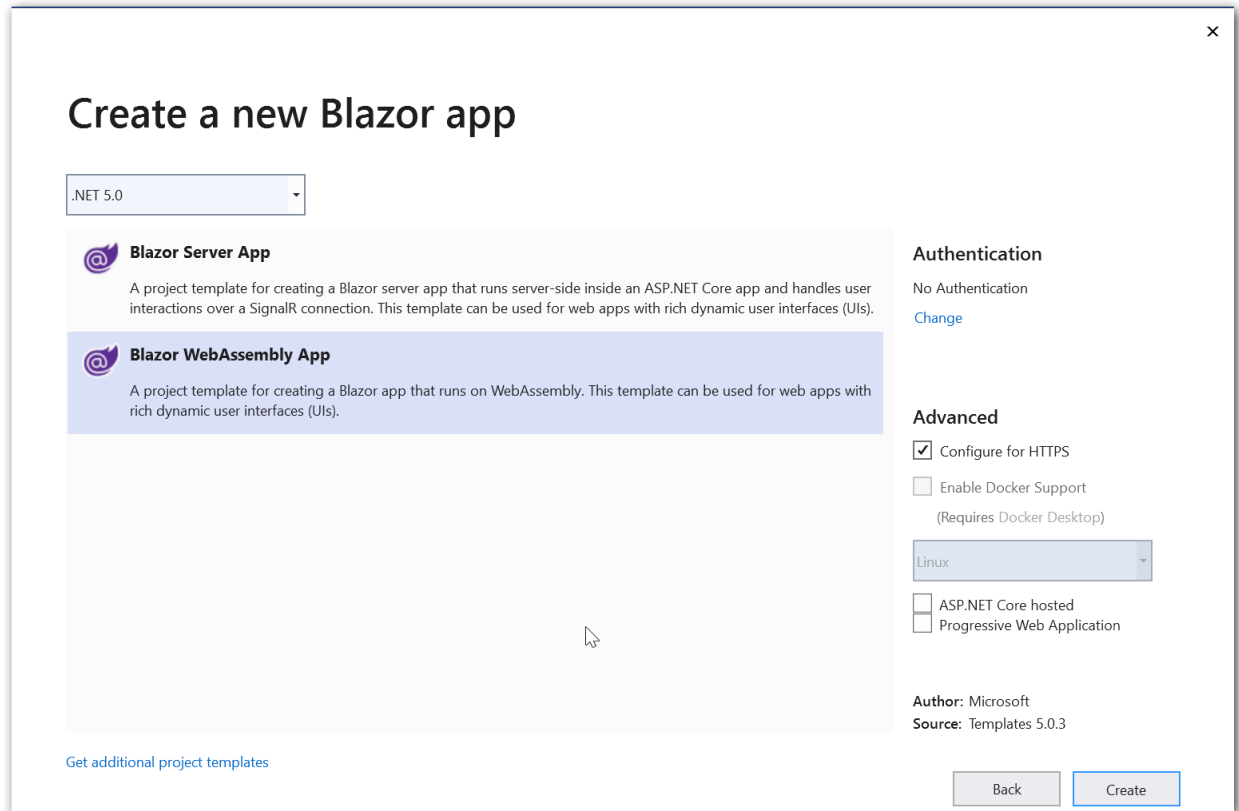 Create a new Blazor app
.NET 5.0
Blazor Server App
A project template for creating a Blazor server app that runs server-side inside an ASP.NET Core app and handles user
interactions over a SignalR connection. This template can be used for web apps with rich dynamic user interfaces (UIs).
Blazor WebAssembly App
A project template for creating a Blazor app that runs on WebAssembly. This template can be used for web apps with
rich dynamic user interfaces (UIs).
Get additional project templates
Authentication
No Authentication
Change
Advanced
Configure for HTTPS
Enable Docker Support
(Requires Docker Desktop)
Linux
ASP.NET Core hosted
Progressive Web Application
Author: Microsoft
Source: Templates 5.0.3
Back
Create